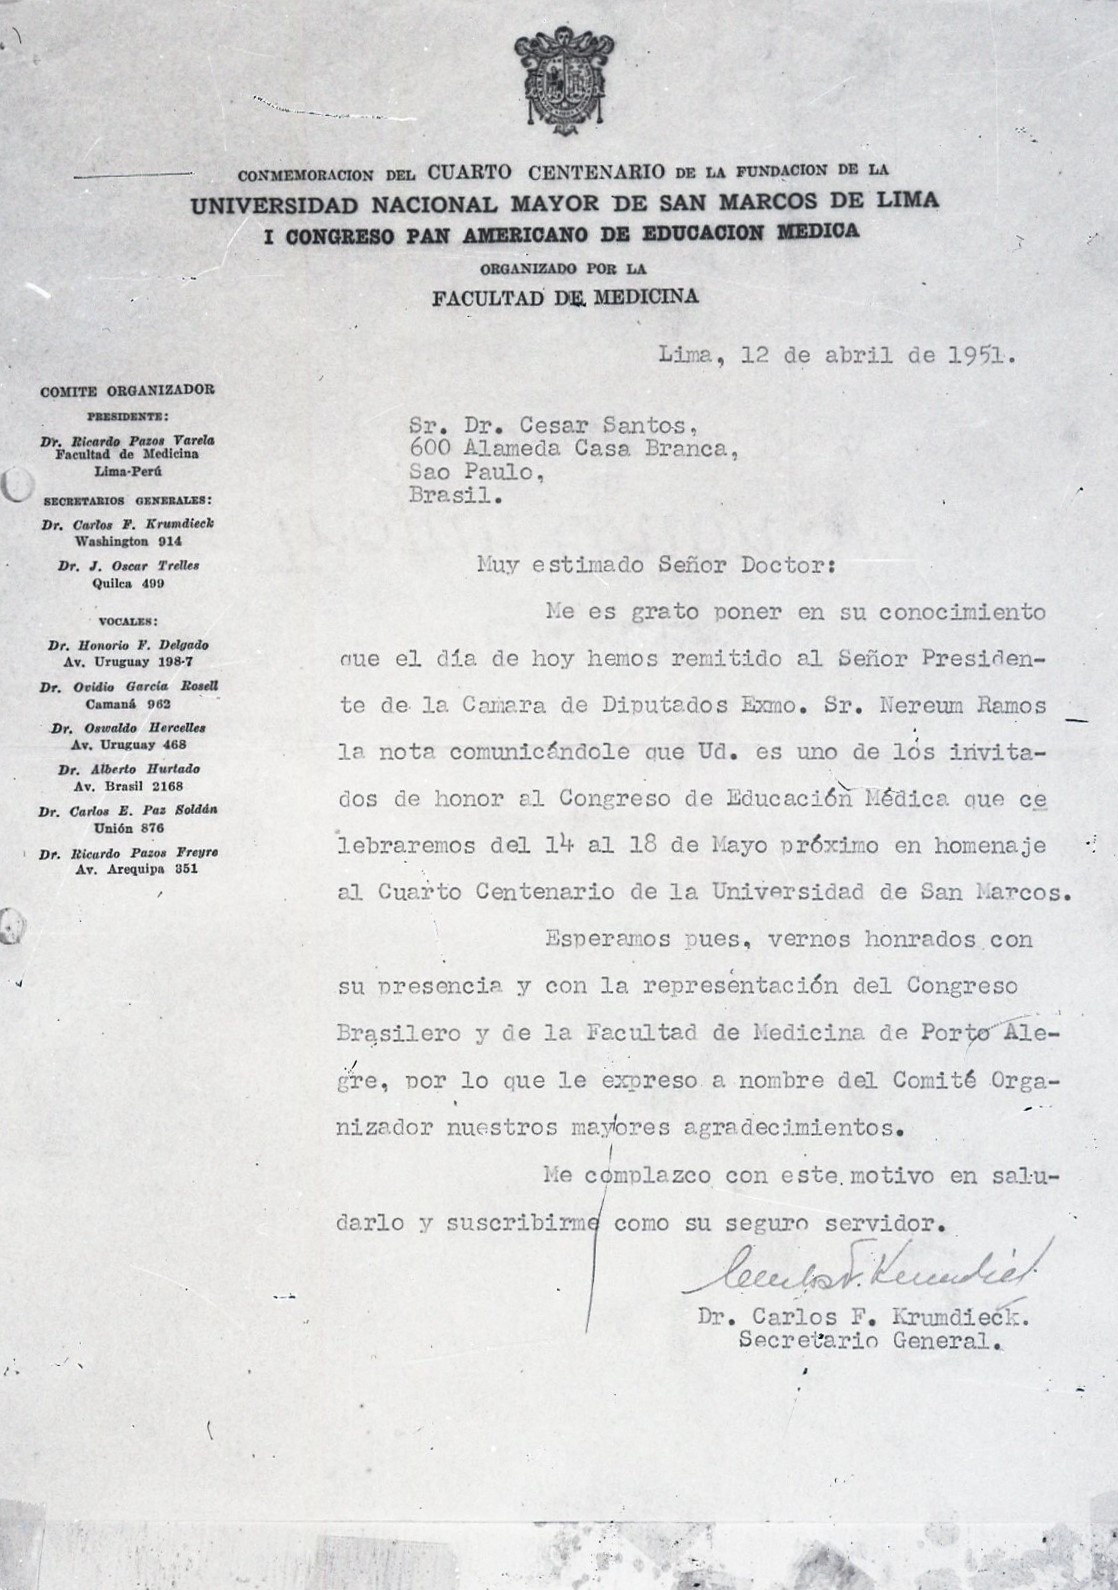 CONMEMORACION DEL CUARTO CENTENARIO DE LA FUNDACION DE LA
UNIVERSIDAD NACIONAL MAYOR DE SAN MARCOS DE LIMA
I CONGRESO PAN AMERICANO DE EDUCACION MEDICA
ORGANIZADO POR LA
FACULTAD DE MEDICINA
Lima, 12 de abril de 1951.
COMITE ORGANIZADOR
PRESIDENTE:
Dr. Ricardo Pazos Varela
Facultad de Medicina
Lima-Perú
SECRETARIOS GENERALES:
Dr. Carlos F. Krumdieck
Washington 914
Dr. J. Oscar Trelles
Quilca 499
VOCALES:
Dr. Honorio F. Delgado
Av. Uruguay 198-7
Dr. Ovidio García Rosell
Camaná 962
Dr. Oswaldo Hercelles
Av. Uruguay 468
Dr. Alberto Hurtado
Av. Brasil 2168
Dr. Carlos E. Paz Soldán
Unión 876
Dr. Ricardo Pazos Freyre
Av. Arequipa 351
Sr. Dr. Cesar Santos,
600 Alameda Casa Branca,
Sao Paulo,
Brasil.
Muy estimado Señor Doctor:
Me es grato poner en su conocimiento
que el día de hoy hemos remitido al Señor Presiden-
te de la Camara de Diputados Exmo. Sr. Nereum Ramos
la nota comunicándole que Ud. es uno de los invita-
dos de honor al Congreso de Educación Médica que ce
lebraremos del 14 al 18 de Mayo próximo en homenaje
al Cuarto Centenario de la Universidad de San Marcos.
Esperamos pues, vernos honrados con
su presencia y con la representación del Congreso
Brasilero y de la Facultad de Medicina de Porto Ale-
gre, por lo que le expreso a nombre del Comité Orga-
nizador nuestros mayores agradecimientos.
Me complazco con este motivo en salu-
darlo y suscribirme como su seguro servidor.
Carlos F. Krumdieck
Dr. Carlos F. Krumdieck.
Secretario General.